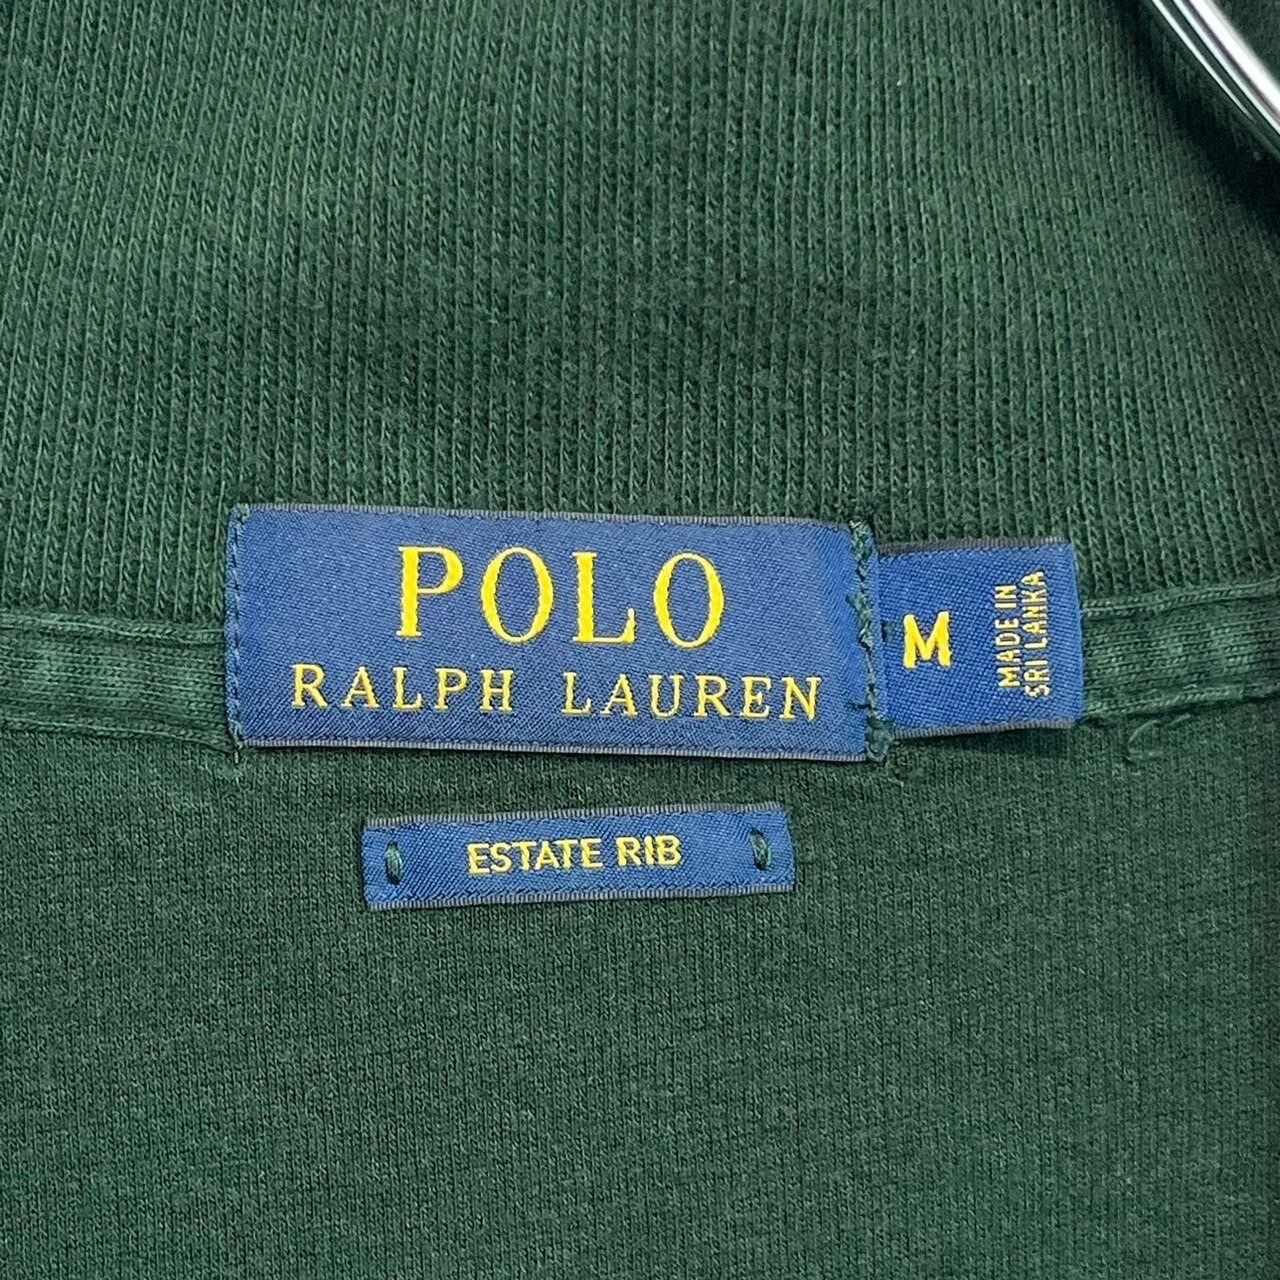 POLO
RALPH LAUREN
M
MADE IN
SRI LANKA
ESTATE RIB